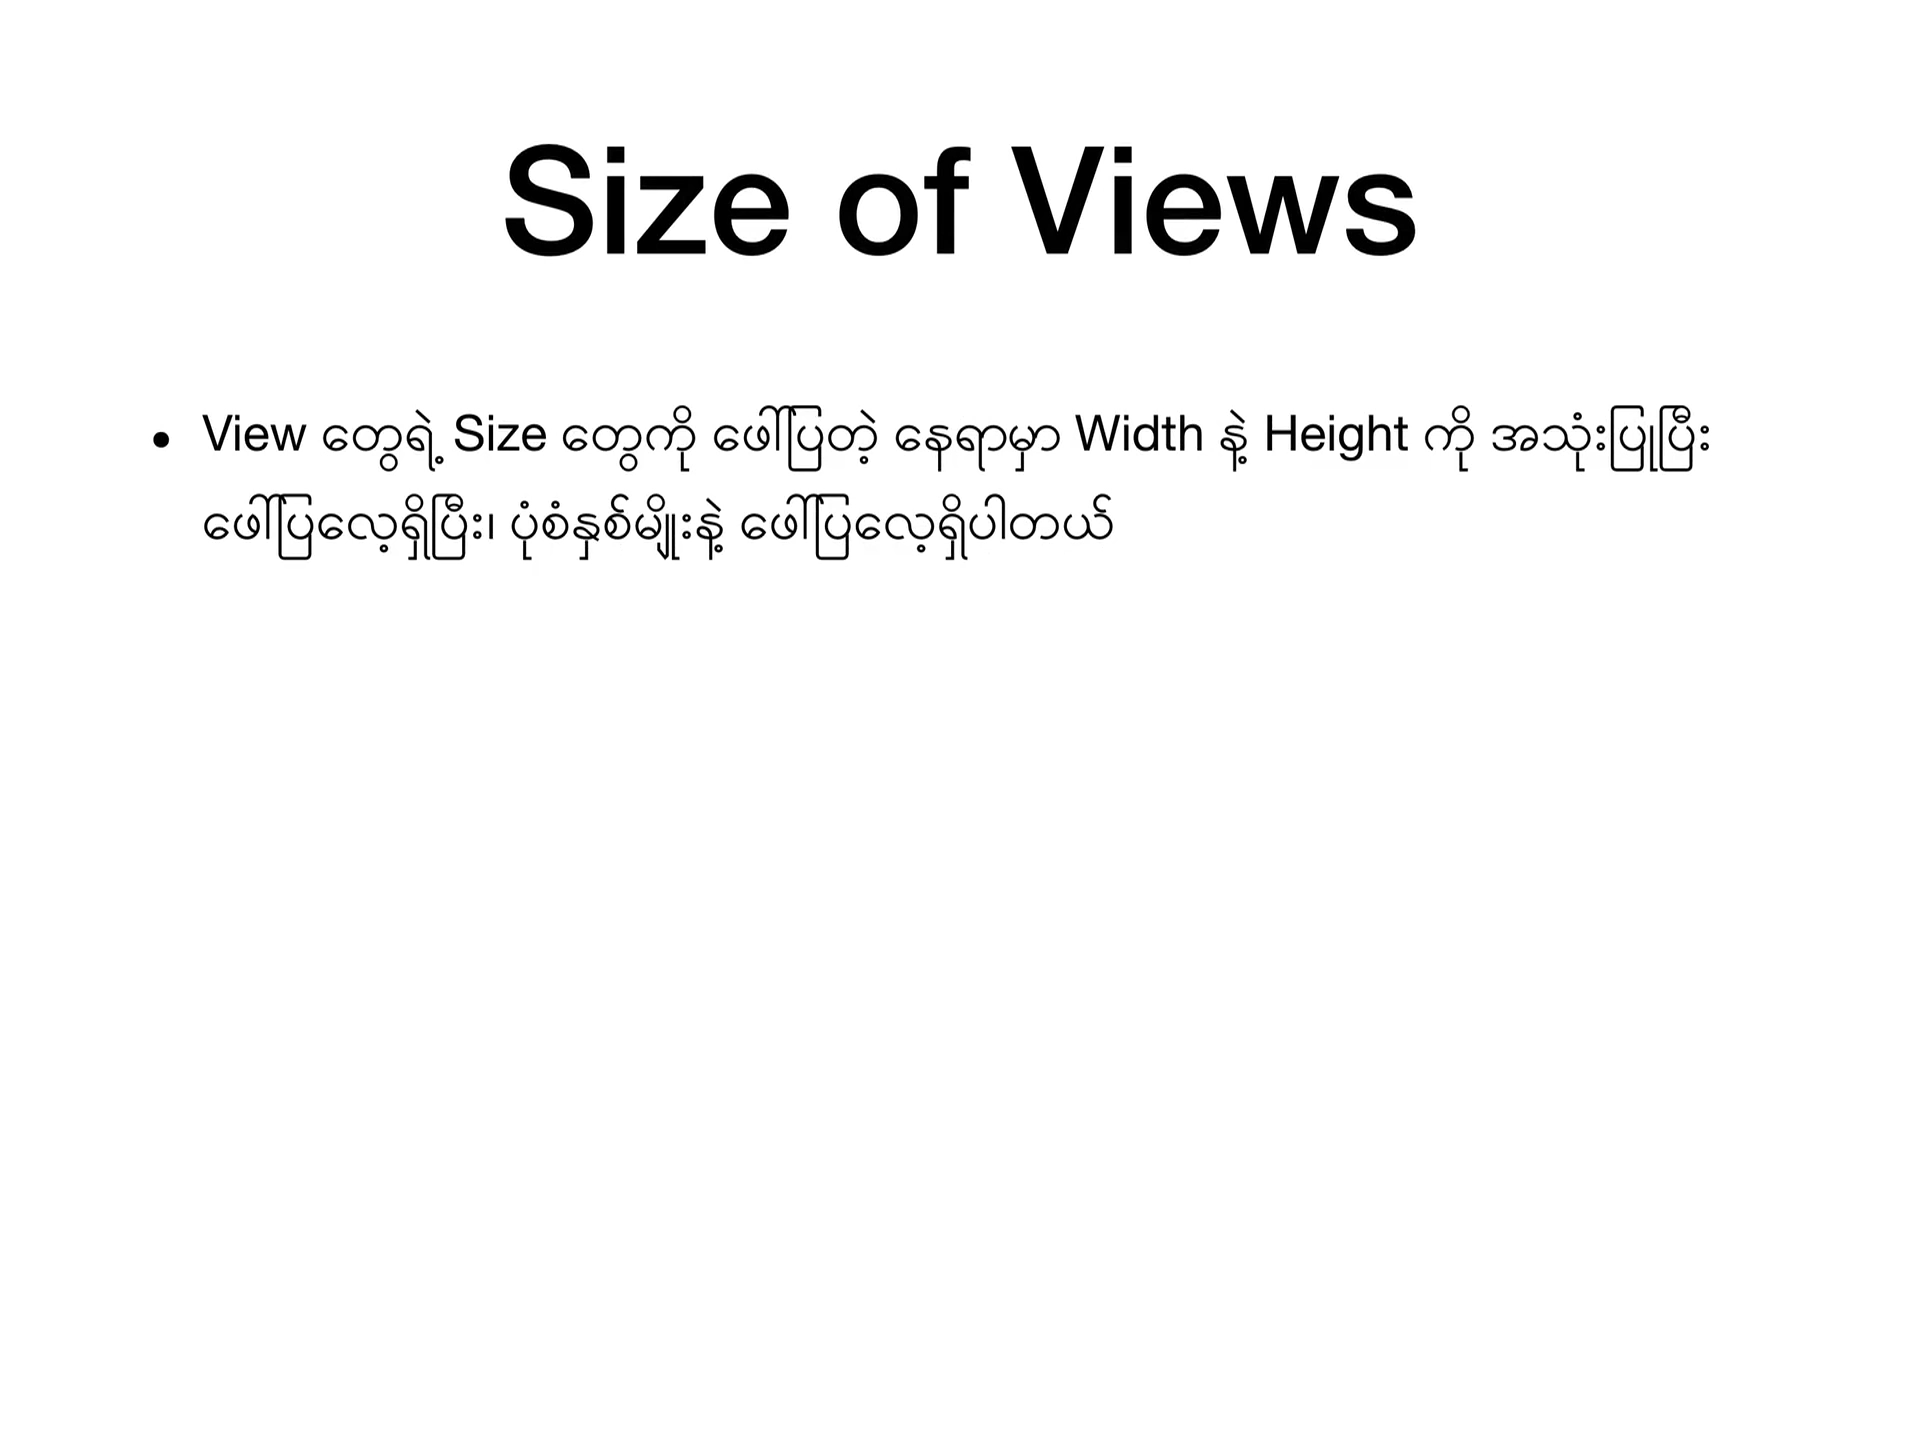 Size of Views
• View တွေရဲ့ Size တွေကို ဖေါ်ပြတဲ့ နေရာမှာ Width နဲ့ Height ကို အသုံးပြုပြီး
ဖေါ်ပြလေ့ရှိပြီး၊ ပုံစံနှစ်မျိုးနဲ့ ဖေါ်ပြလေ့ရှိပါတယ်